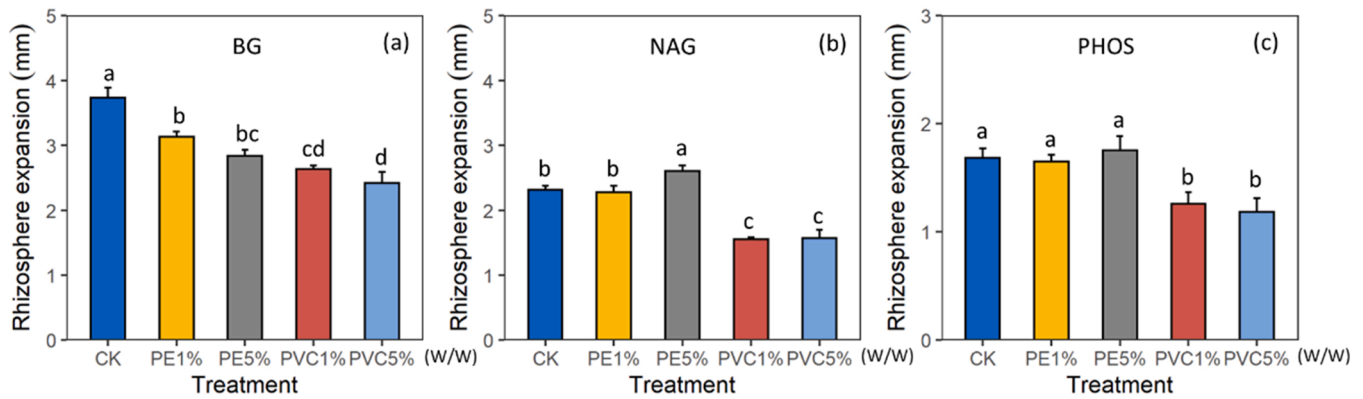 Rhizosphere expansion (mm)
5
4
3
2
1
0
BG
(a)
a
b
bc
cd
d
CK PE1% PE5% PVC1% PVC5% (w/w)
Treatment
Rhizosphere expansion (mm)
5
4
3
2
1
0
NAG
(b)
b
b
a
c
c
CK PE1% PE5% PVC1% PVC5% (w/w)
Treatment
Rhizosphere expansion (mm)
3
2
1
0
PHOS
(c)
a
a
a
b
b
CK PE1% PE5% PVC1% PVC5% (w/w)
Treatment